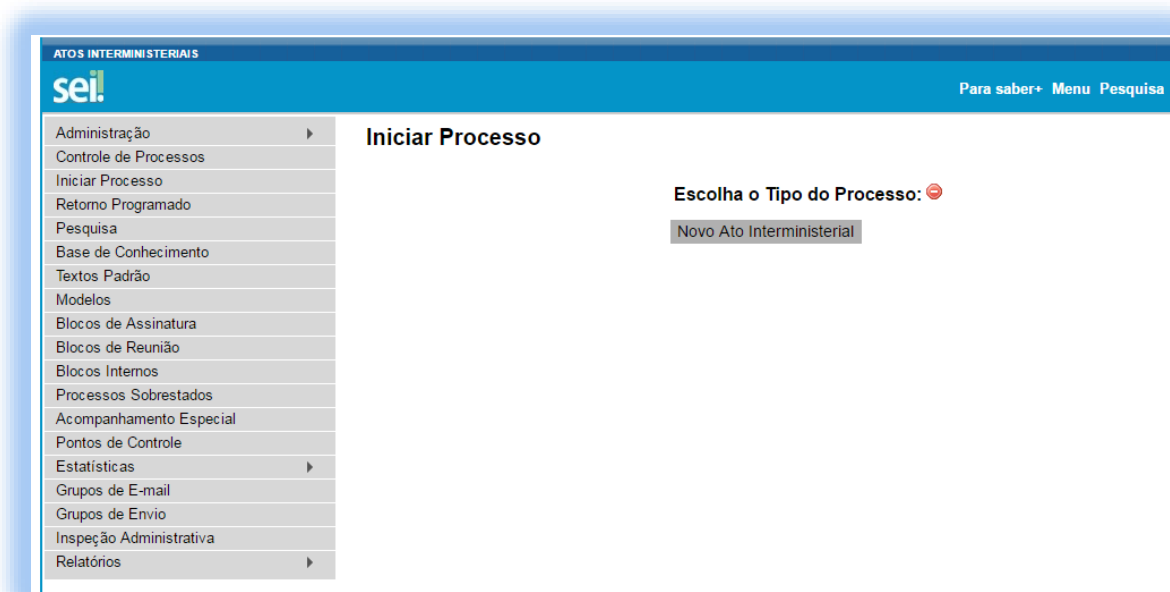 ATOS INTERMINISTERIAIS
sei!
Para saber+ Menu Pesquisa
Administração
Controle de Processos
Iniciar Processo
Retorno Programado
Pesquisa
Base de Conhecimento
Textos Padrão
Modelos
Blocos de Assinatura
Blocos de Reunião
Blocos Internos
Processos Sobrestados
Acompanhamento Especial
Pontos de Controle
Estatísticas
Grupos de E-mail
Grupos de Envio
Inspeção Administrativa
Relatórios
Iniciar Processo
Escolha o Tipo do Processo:
Novo Ato Interministerial